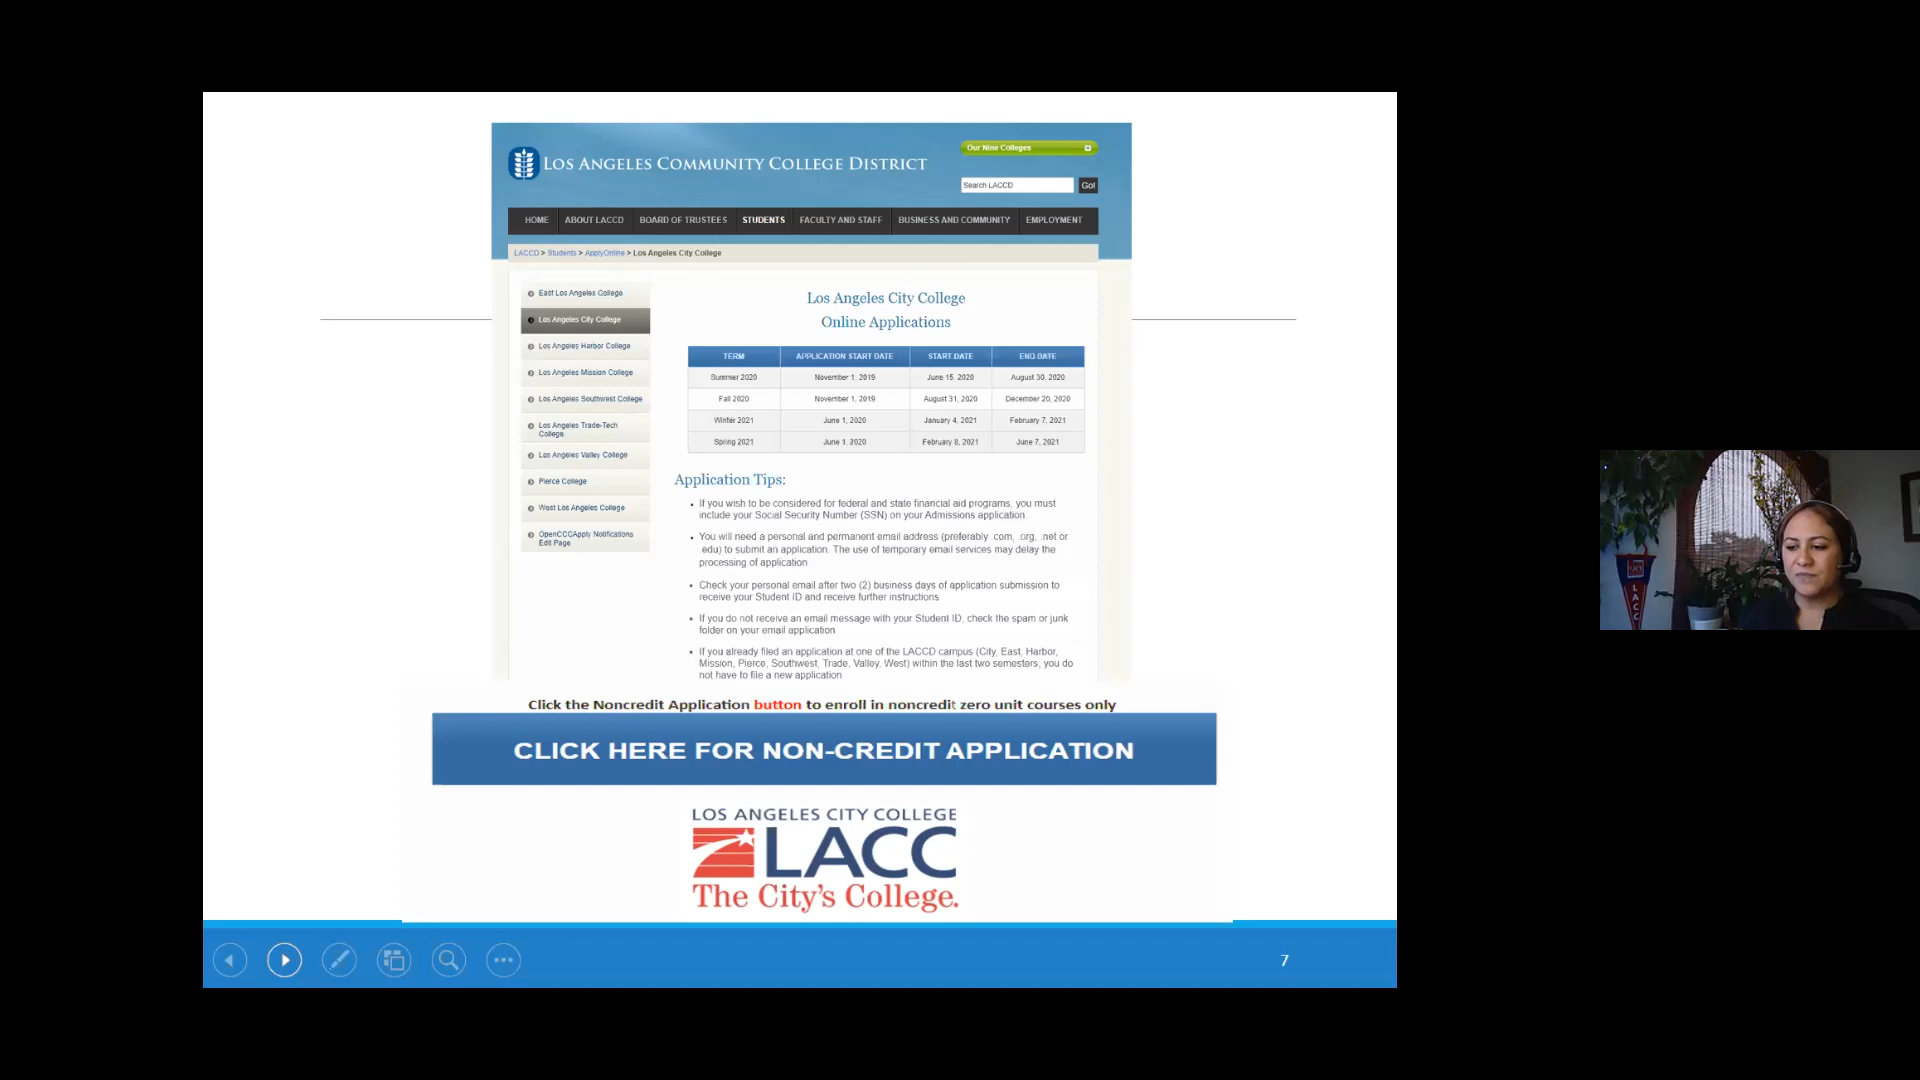 LOS ANGELES COMMUNITY COLLEGE DISTRICT
Our Nine Colleges
Search LACCD
Go!
HOME
ABOUT LACCD
BOARD OF TRUSTEES
STUDENTS
FACULTY AND STAFF
BUSINESS AND COMMUNITY
EMPLOYMENT
LACCD > Students > ApplyOnline > Los Angeles City College
East Los Angeles College
Los Angeles City College
Los Angeles Harbor College
Los Angeles Mission College
Los Angeles Southwest College
Los Angeles Trade-Tech
College
Los Angeles Valley College
Pierce College
West Los Angeles College
OpenCCCApply Notifications
Edit Page
Los Angeles City College
Online Applications
TERM APPLICATION START DATE START DATE END DATE
Summer 2020 November 1, 2019 June 15, 2020 August 30, 2020
Fall 2020 November 1, 2019 August 31, 2020 December 20, 2020
Winter 2021 June 1, 2020 January 4, 2021 February 7, 2021
Spring 2021 June 1, 2020 February 8, 2021 June 7, 2021
Application Tips:
• If you wish to be considered for federal and state financial aid programs, you must
include your Social Security Number (SSN) on your Admissions application.
• You will need a personal and permanent email address (preferably .com, .org, .net or
edu) to submit an application. The use of temporary email services may delay the
processing of application.
• Check your personal email after two (2) business days of application submission to
receive your Student ID and receive further instructions
• If you do not receive an email message with your Student ID, check the spam or junk
folder on your email application
• If you already filed an application at one of the LACCD campus (City, East, Harbor,
Mission, Pierce, Southwest, Trade, Valley, West) within the last two semesters, you do
not have to file a new application
Click the Noncredit Application button to enroll in noncredit zero unit courses only
CLICK HERE FOR NON-CREDIT APPLICATION
LOS ANGELES CITY COLLEGE
LACC
The City's College.
7
LACC